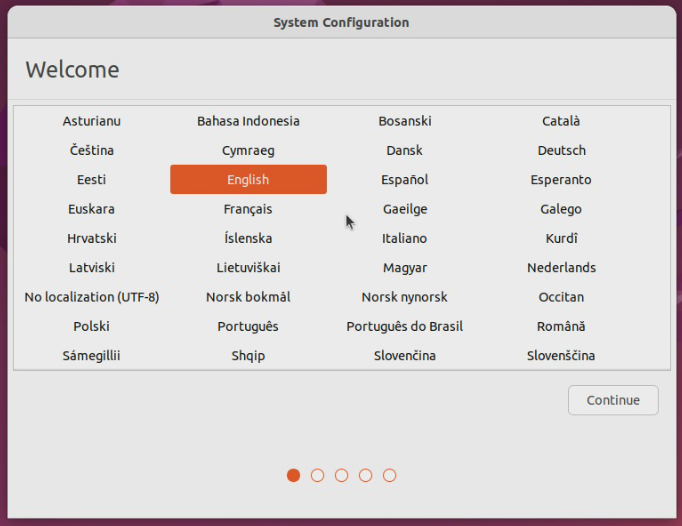 System Configuration
Welcome
Asturianu Bahasa Indonesia Bosanski Català
Čeština Cymraeg Dansk Deutsch
Eesti English Español Esperanto
Euskara Français Gaeilge Galego
Hrvatski Íslenska Italiano Kurdî
Latviski Lietuviškai Magyar Nederlands
No localization (UTF-8) Norsk bokmål Norsk nynorsk Occitan
Polski Português Português do Brasil Română
Sámegillii Shqip Slovenčina Slovenščina
Continue